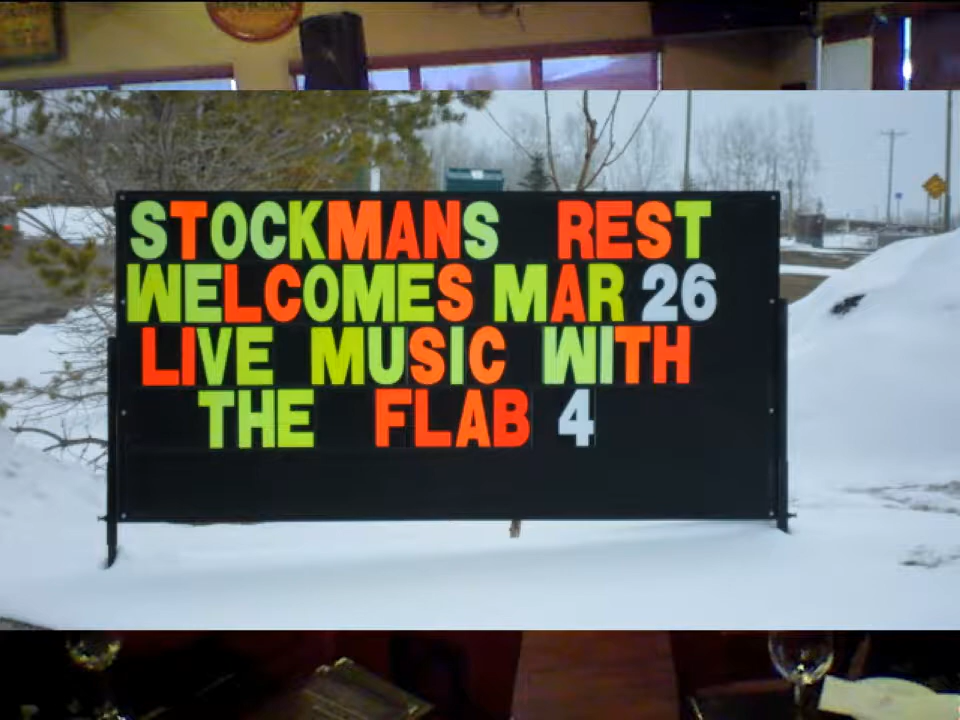 STOCKMANS REST
WELCOMES MAR 26
LIVE MUSIC WITH
THE FLAB 4